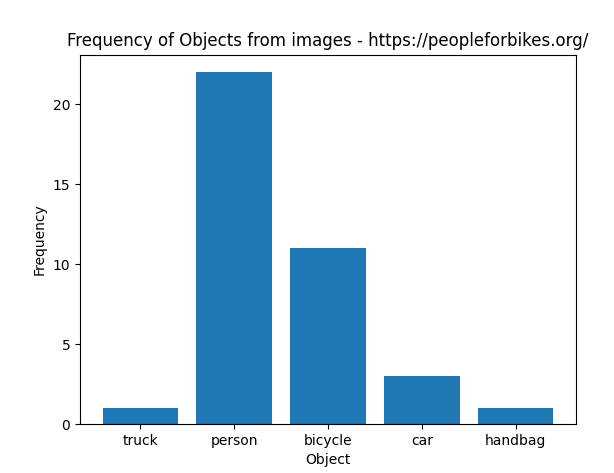 Frequency of Objects from images - https://peopleforbikes.org/
20
15
10
5
0
Frequency
truck person bicycle car handbag
Object